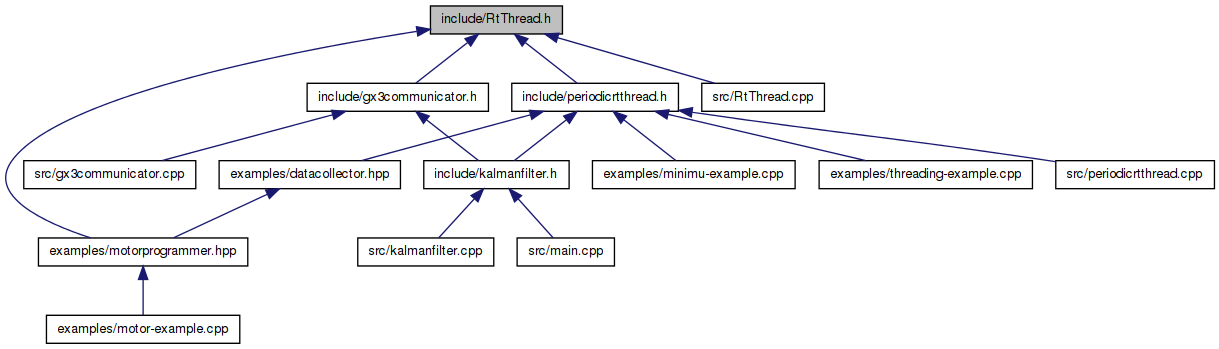 include/RtThread.h
include/gx3communicator.h
include/periodicrtthread.h
src/RtThread.cpp
src/gx3communicator.cpp
examples/datacollector.hpp
include/kalmanfilter.h
examples/minimu-example.cpp
examples/threading-example.cpp
src/periodicrtthread.cpp
examples/motorprogrammer.hpp
src/kalmanfilter.cpp
src/main.cpp
examples/motor-example.cpp